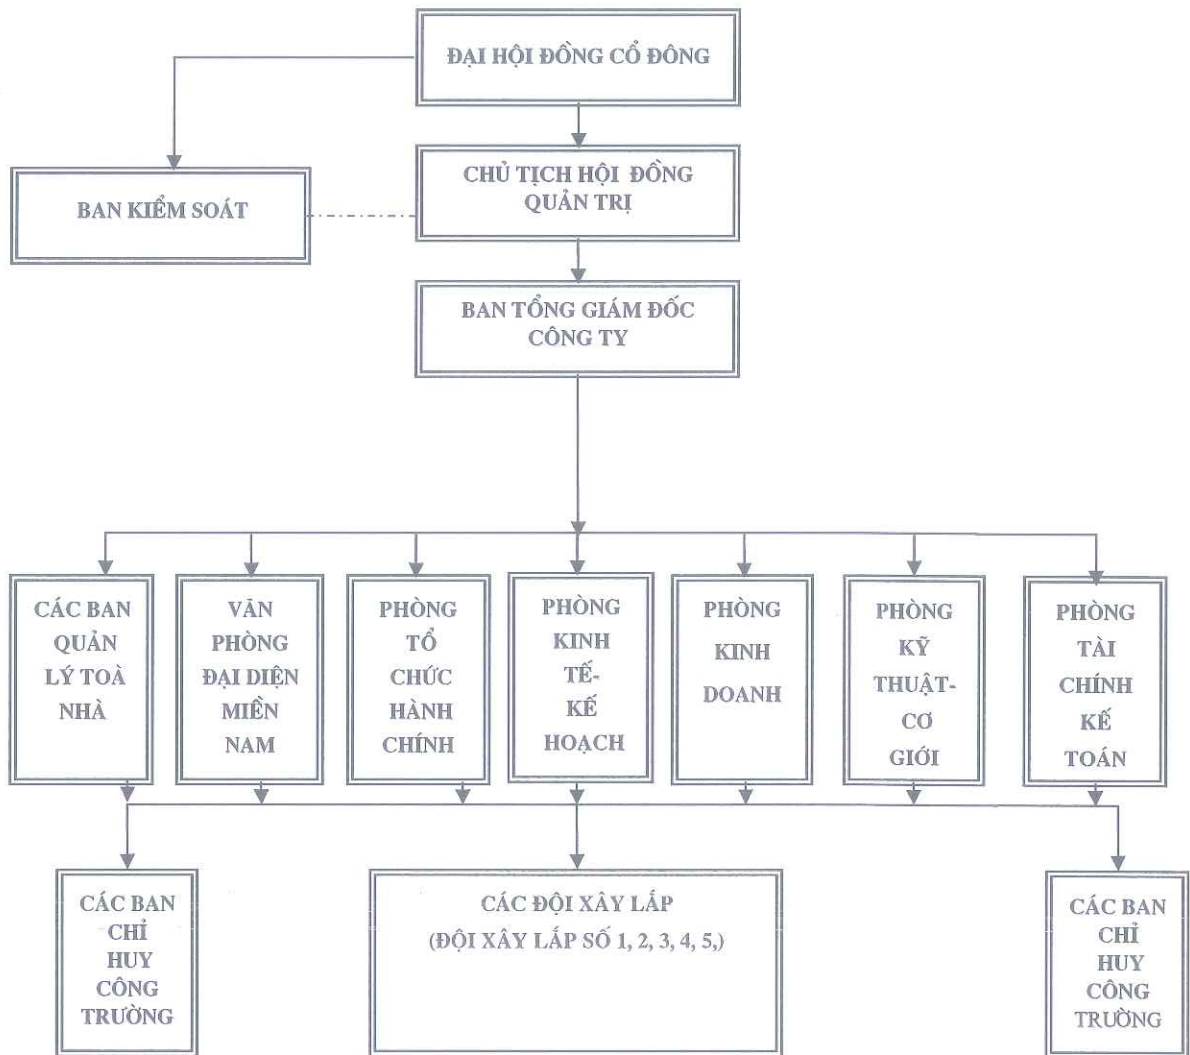 ĐẠI HỘI ĐỒNG CỔ ĐÔNG
CHỦ TỊCH HỘI ĐỒNG
QUẢN TRỊ
BAN KIỂM SOÁT
BAN TỔNG GIÁM ĐỐC
CÔNG TY
CÁC BAN
QUẢN
LÝ TOÀ
NHÀ
VĂN
PHÒNG
ĐẠI DIỆN
MIỀN
NAM
PHÒNG
TỔ
CHỨC
HÀNH
CHÍNH
PHÒNG
KINH
TẾ-
KẾ
HOẠCH
PHÒNG
KINH
DOANH
PHÒNG
KỸ
THUẬT-
CƠ
GIỚI
PHÒNG
TÀI
CHÍNH
KẾ
TOÁN
CÁC BAN
CHỈ
HUY
CÔNG
TRƯỜNG
CÁC ĐỘI XÂY LẮP
(ĐỘI XÂY LẮP SỐ 1, 2, 3, 4, 5,)
CÁC BAN
CHỈ
HUY
CÔNG
TRƯỜNG